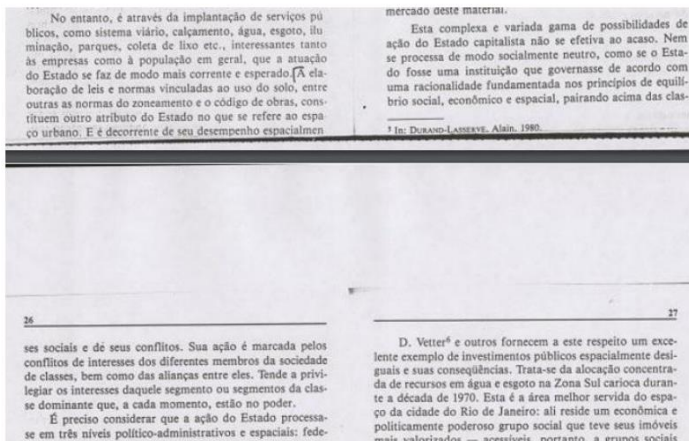 No entanto, é através da implantação de serviços pú
blicos, como sistema viário, calçamento, água, esgoto, ilu
minação, parques, coleta de lixo etc., interessantes tanto
às empresas como à população em geral, que a atuação
do Estado se faz de modo mais corrente e esperado. A ela-
boração de leis e normas vinculadas ao uso do solo, entre
outras as normas do zoneamento e o código de obras, cons-
tituem outro atributo do Estado no que se refere ao espa-
ço urbano. E é decorrente de seu desempenho espacialmen
mercado deste material.
Esta complexa e variada gama de possibilidades de
ação do Estado capitalista não se efetiva ao acaso. Nem
se processa de modo socialmente neutro, como se o Esta-
do fosse uma instituição que governasse de acordo com
uma racionalidade fundamentada nos princípios de equilí-
brio social, econômico e espacial, pairando acima das clas-
⁵ In: DURAND-LASSERVE, Alain. 1980.
26
ses sociais e de seus conflitos. Sua ação é marcada pelos
conflitos de interesses dos diferentes membros da sociedade
de classes, bem como das alianças entre eles. Tende a privi-
legiar os interesses daquele segmento ou segmentos da clas-
se dominante que, a cada momento, estão no poder.
É preciso considerar que a ação do Estado processa-
se em três níveis político-administrativos e espaciais: fede-
27
D. Vetter⁶ e outros fornecem a este respeito um exce-
lente exemplo de investimentos públicos espacialmente desi-
guais e suas conseqüências. Trata-se da alocação concentra-
da de recursos em água e esgoto na Zona Sul carioca duran-
te a década de 1970. Esta é a área melhor servida do espa-
ço da cidade do Rio de Janeiro: ali reside um econômica e
politicamente poderoso grupo social que teve seus imóveis
mais valorizados — acessíveis, portanto, a grupos sociais